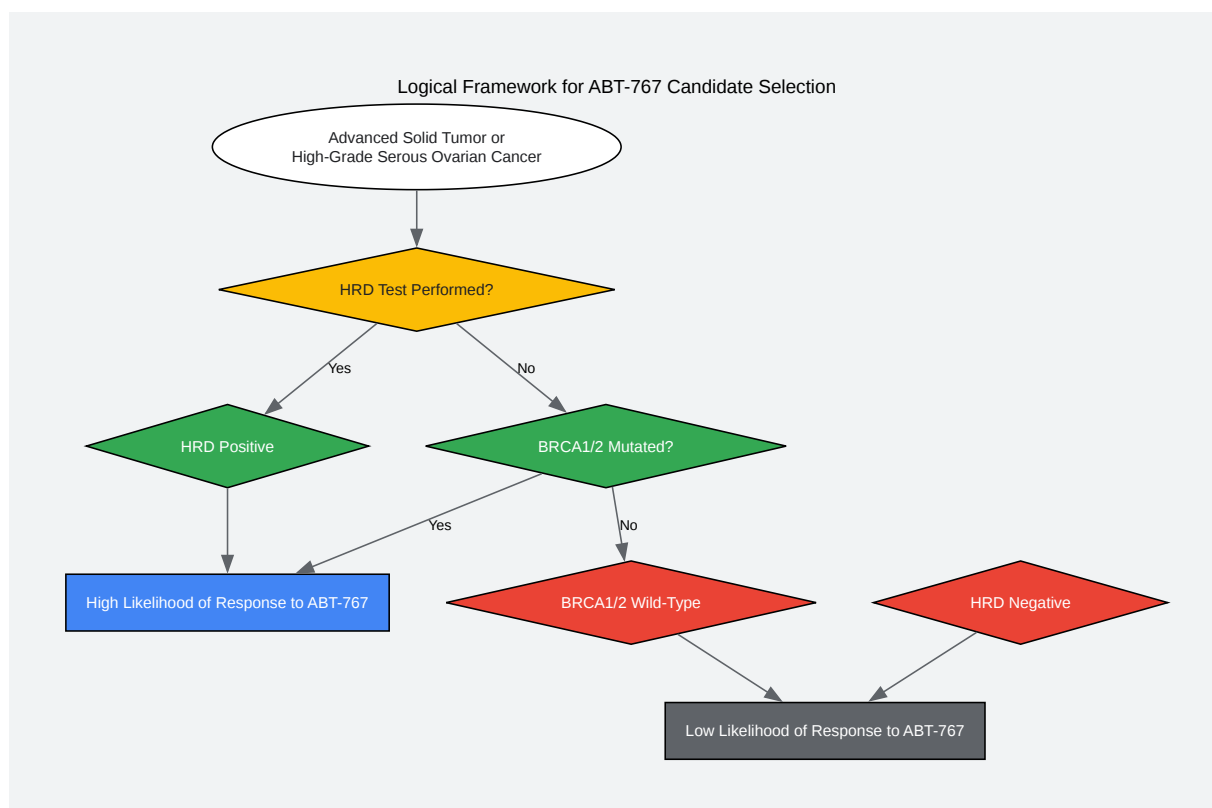 Logical Framework for ABT-767 Candidate Selection
Advanced Solid Tumor or
High-Grade Serous Ovarian Cancer
HRD Test Performed?
Yes
No
HRD Positive
BRCA1/2 Mutated?
Yes
No
High Likelihood of Response to ABT-767
BRCA1/2 Wild-Type
HRD Negative
Low Likelihood of Response to ABT-767